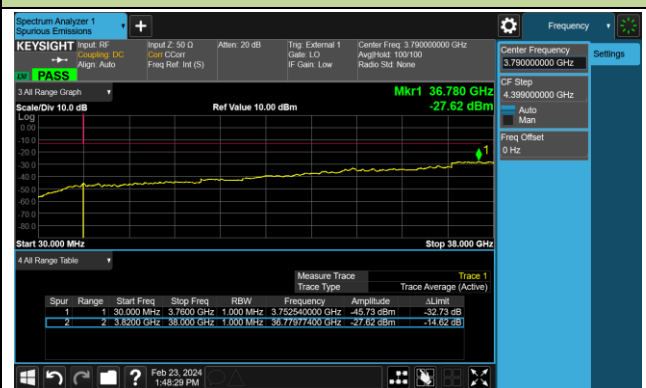 Spectrum Analyzer 1
Spurious Emissions
Frequency
KEYSIGHT
Input: RF
Coupling: DC
Align: Auto
Input Z: 50 Ω
Corr CCorr
Freq Ref: Int (S)
Atten: 20 dB
Trig: External 1
Gate: LO
IF Gain: Low
Center Freq: 3.790000000 GHz
Avg|Hold: 100/100
Radio Std: None
PASS
3 All Range Graph
Mkr1 36.780 GHz
Scale/Div 10.0 dB
Ref Value 10.00 dBm
-27.62 dBm
Log
0.00
-10.0
-20.0
-30.0
-40.0
-50.0
-60.0
-70.0
-80.0
1
Start 30.000 MHz
Stop 38.000 GHz
4 All Range Table
Measure Trace Trace 1
Trace Type Trace Average (Active)
Spur Range Start Freq Stop Freq RBW Frequency Amplitude ΔLimit
1 1 30.000 MHz 3.7600 GHz 1.000 MHz 3.752540000 GHz -45.73 dBm -32.73 dB
2 2 3.8200 GHz 38.000 GHz 1.000 MHz 36.77977400 GHz -27.62 dBm -14.62 dB
Center Frequency
3.790000000 GHz
Settings
CF Step
4.399000000 GHz
Auto
Man
Freq Offset
0 Hz
?
Feb 23, 2024
1:48:29 PM